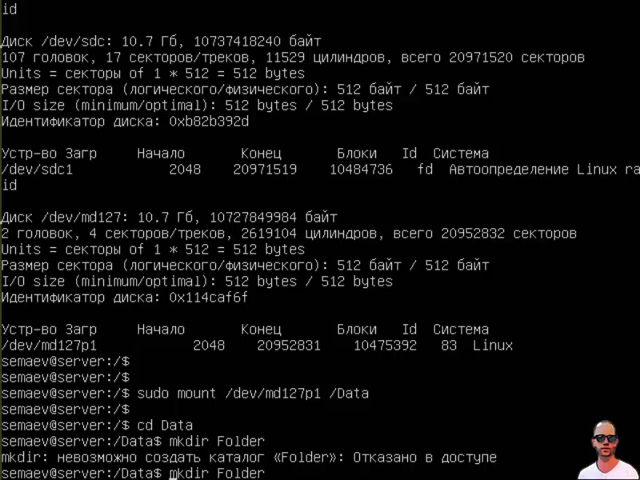 id
Диск /dev/sdc: 10.7 Гб, 10737418240 байт
107 головок, 17 секторов/треков, 11529 цилиндров, всего 20971520 секторов
Units = секторы of 1 * 512 = 512 bytes
Размер сектора (логического/физического): 512 байт / 512 байт
I/O size (minimum/optimal): 512 bytes / 512 bytes
Идентификатор диска: 0xb82b392d
Устр-во Загр Начало Конец Блоки Id Система
/dev/sdc1 2048 20971519 10484736 fd Автоопределение Linux ra
id
Диск /dev/md127: 10.7 Гб, 10727849984 байт
2 головок, 4 секторов/треков, 2619104 цилиндров, всего 20952832 секторов
Units = секторы of 1 * 512 = 512 bytes
Размер сектора (логического/физического): 512 байт / 512 байт
I/O size (minimum/optimal): 512 bytes / 512 bytes
Идентификатор диска: 0x114caf6f
Устр-во Загр Начало Конец Блоки Id Система
/dev/md127p1 2048 20952831 10475392 83 Linux
semaev@server:/$
semaev@server:/$
semaev@server:/$ sudo mount /dev/md127p1 /Data
semaev@server:/$
semaev@server:/$ cd Data
semaev@server:/Data$ mkdir Folder
mkdir: невозможно создать каталог «Folder»: Отказано в доступе
semaev@server:/Data$ mkdir Folder